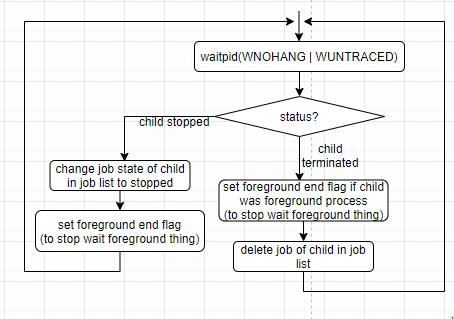 waitpid(WNOHANG | WUNTRACED)
status?
child stopped
child
terminated
change job state of child
in job list to stopped
set foreground end flag if child
was foreground process
(to stop wait foreground thing)
set foreground end flag
(to stop wait foreground thing)
delete job of child in job
list